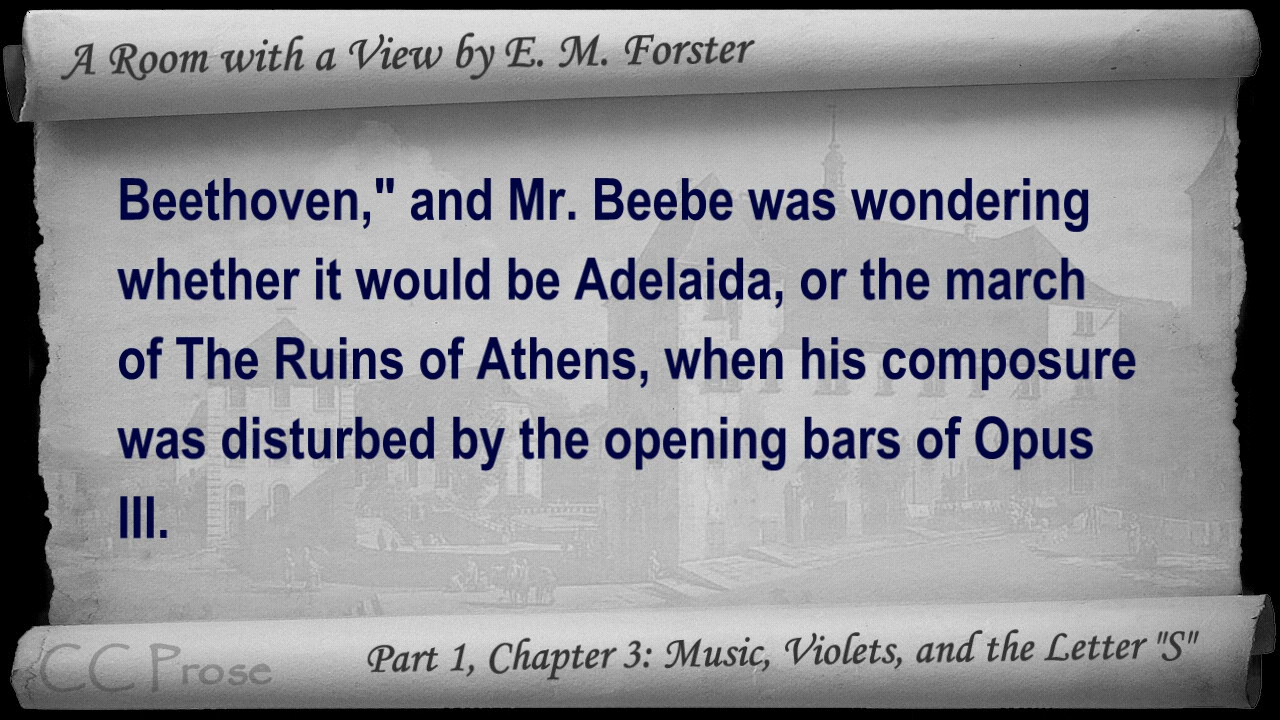 A Room with a View by E. M. Forster
Beethoven," and Mr. Beebe was wondering
whether it would be Adelaida, or the march
of The Ruins of Athens, when his composure
was disturbed by the opening bars of Opus
III.
CC Prose
Part 1, Chapter 3: Music, Violets, and the Letter "S"